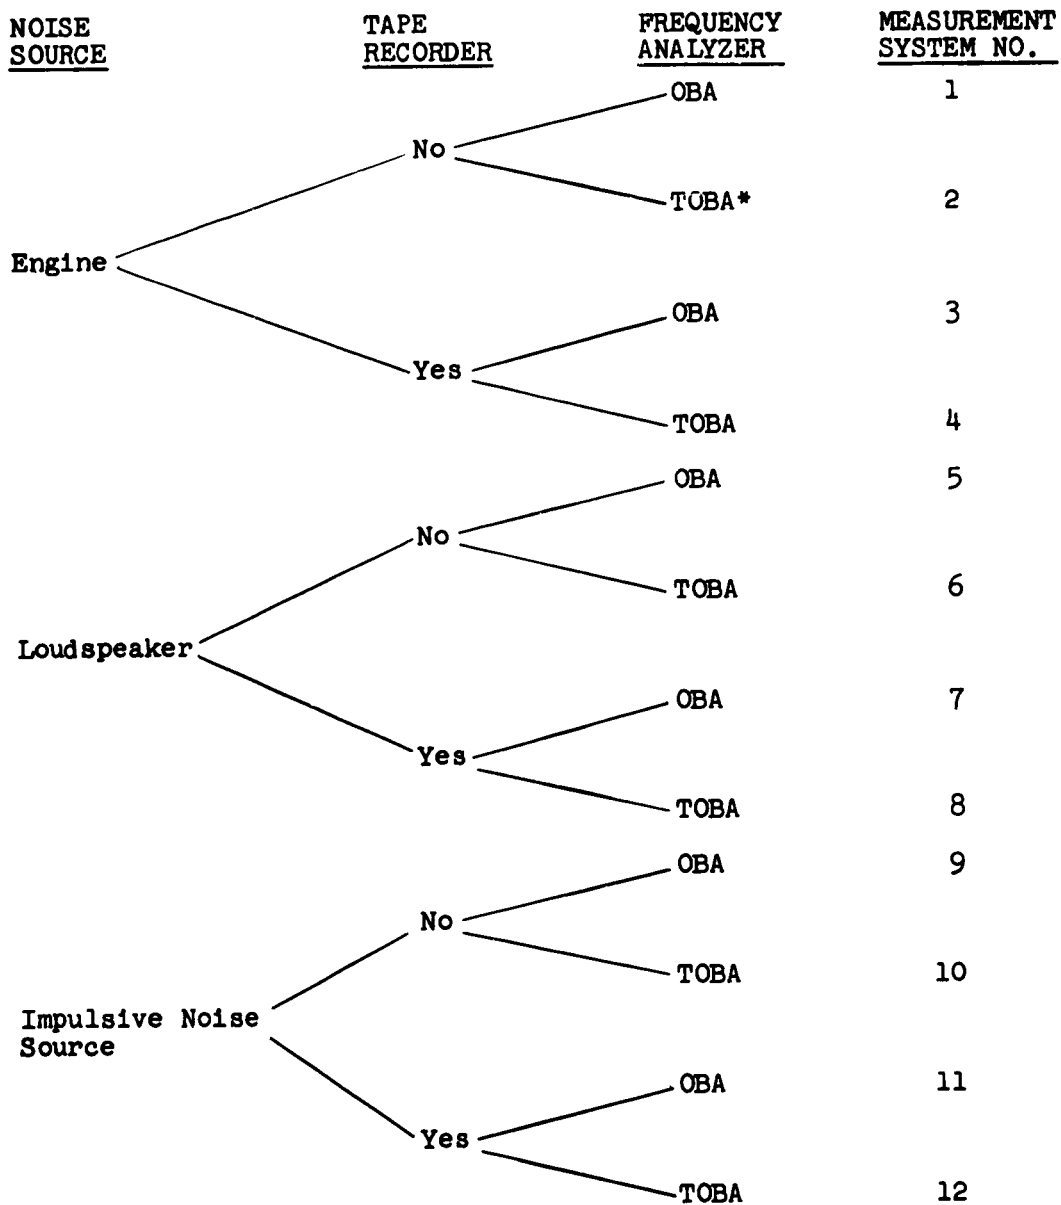 NOISE SOURCE TAPE RECORDER FREQUENCY ANALYZER MEASUREMENT SYSTEM NO.
OBA 1
No
TOBA* 2
Engine
OBA 3
Yes
TOBA 4
OBA 5
No
TOBA 6
Loudspeaker
OBA 7
Yes
TOBA 8
OBA 9
No
TOBA 10
Impulsive Noise
Source
OBA 11
Yes
TOBA 12